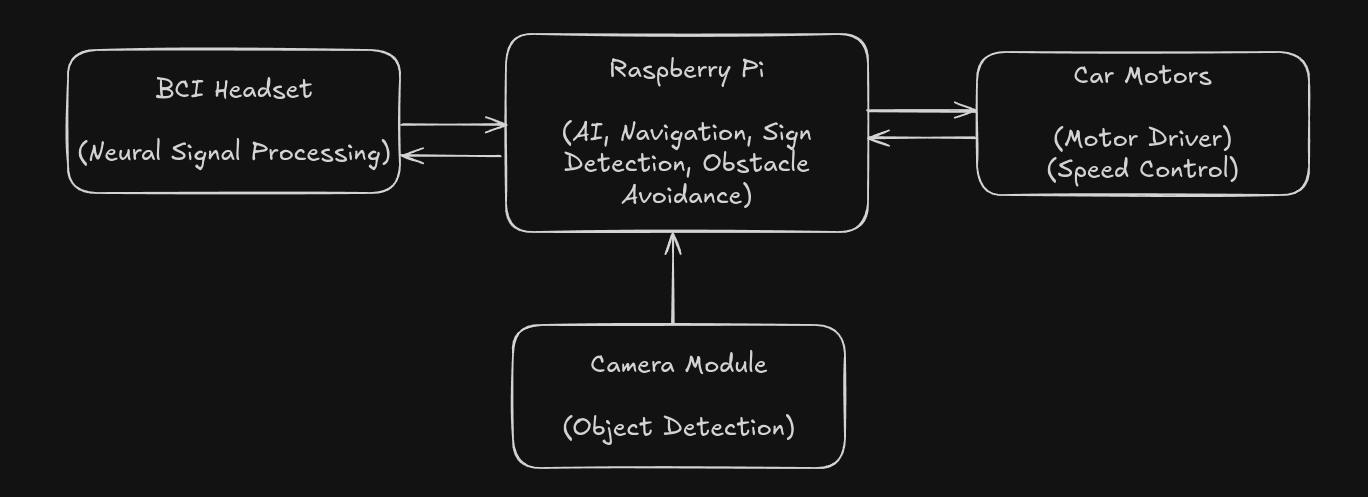 BCI Headset
(Neural Signal Processing)
Raspberry Pi
(AI, Navigation, Sign
Detection, Obstacle
Avoidance)
Car Motors
(Motor Driver)
(Speed Control)
Camera Module
(Object Detection)